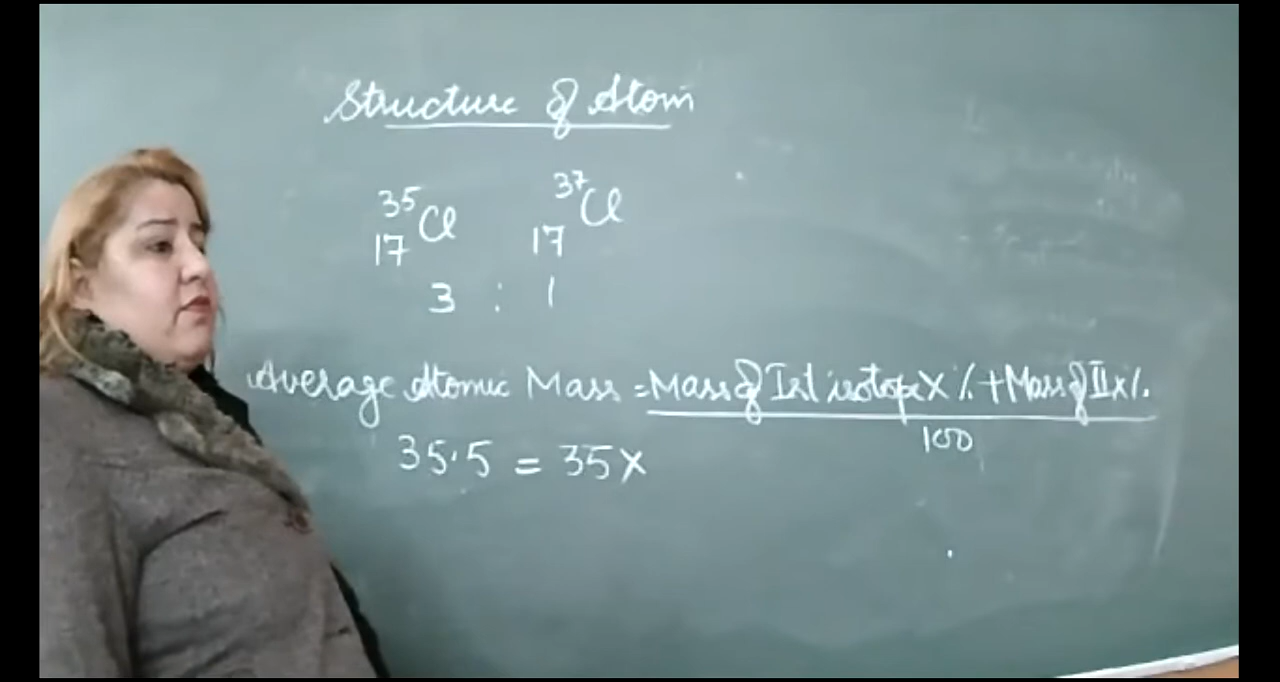 Structure of Atom
35 17 Cl 37 17 Cl
3 : 1
Average Atomic Mass = Mass of Ist isotope X % + Mass of II x %
100
35.5 = 35 x